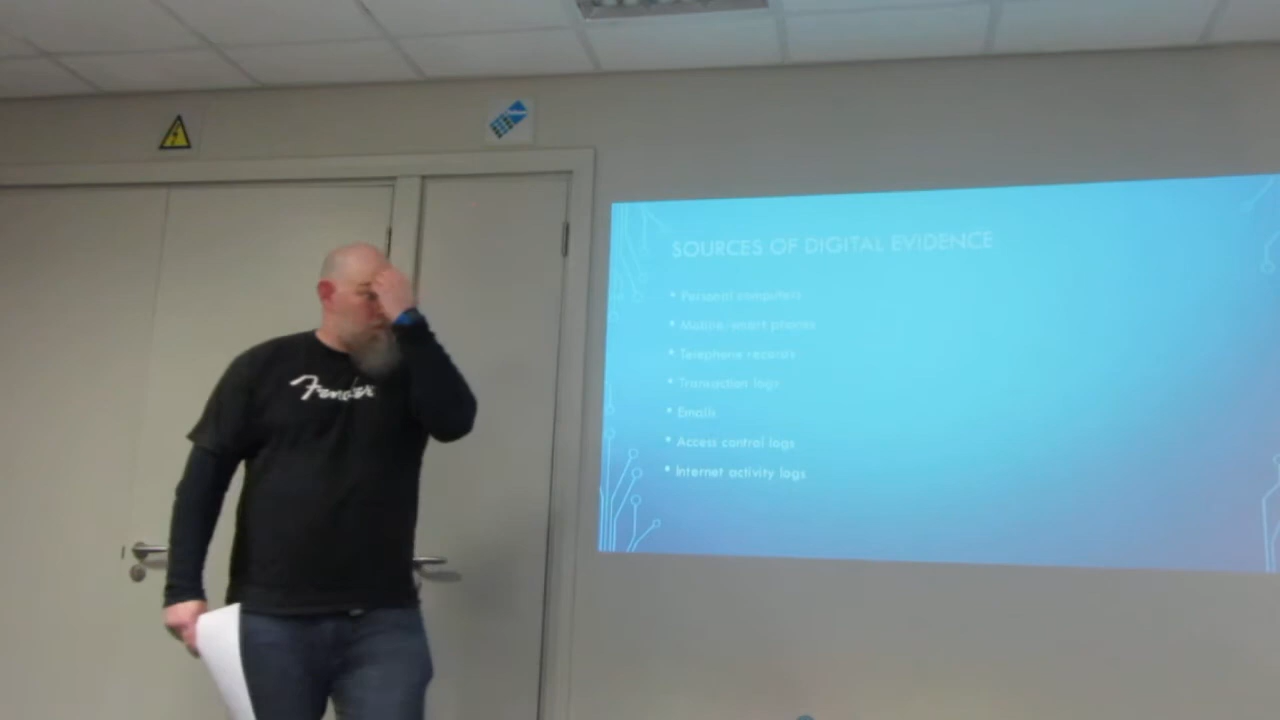 Fender
SOURCES OF DIGITAL EVIDENCE
• Personal computers
• Mobile smart phones
• Telephone records
• Transaction logs
• Emails
• Access control logs
• Internet activity logs